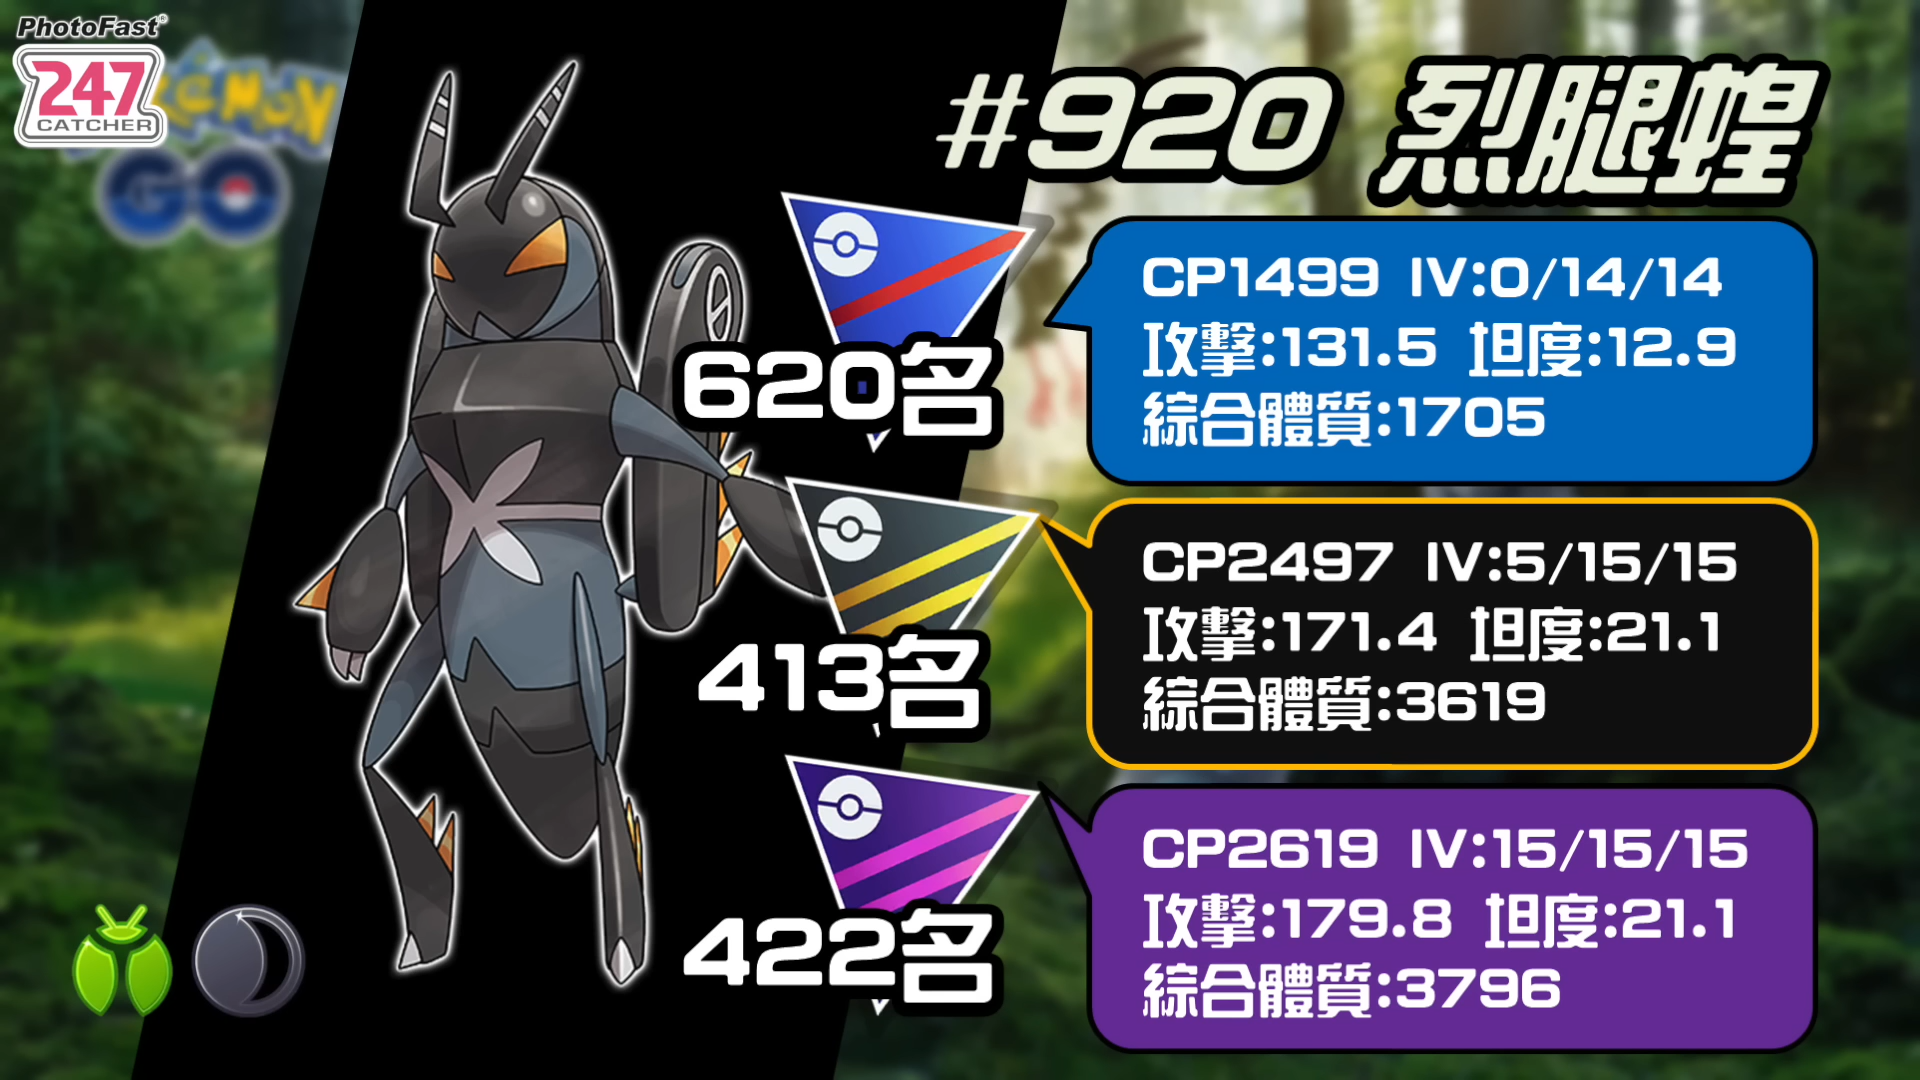 PhotoFast®
247
CATCHER
POKÉMON
GO
#920 烈腿蝗
620名
CP1499 IV:0/14/14
攻擊:131.5 坦度:12.9
綜合體質:1705
413名
CP2497 IV:5/15/15
攻擊:171.4 坦度:21.1
綜合體質:3619
422名
CP2619 IV:15/15/15
攻擊:179.8 坦度:21.1
綜合體質:3796